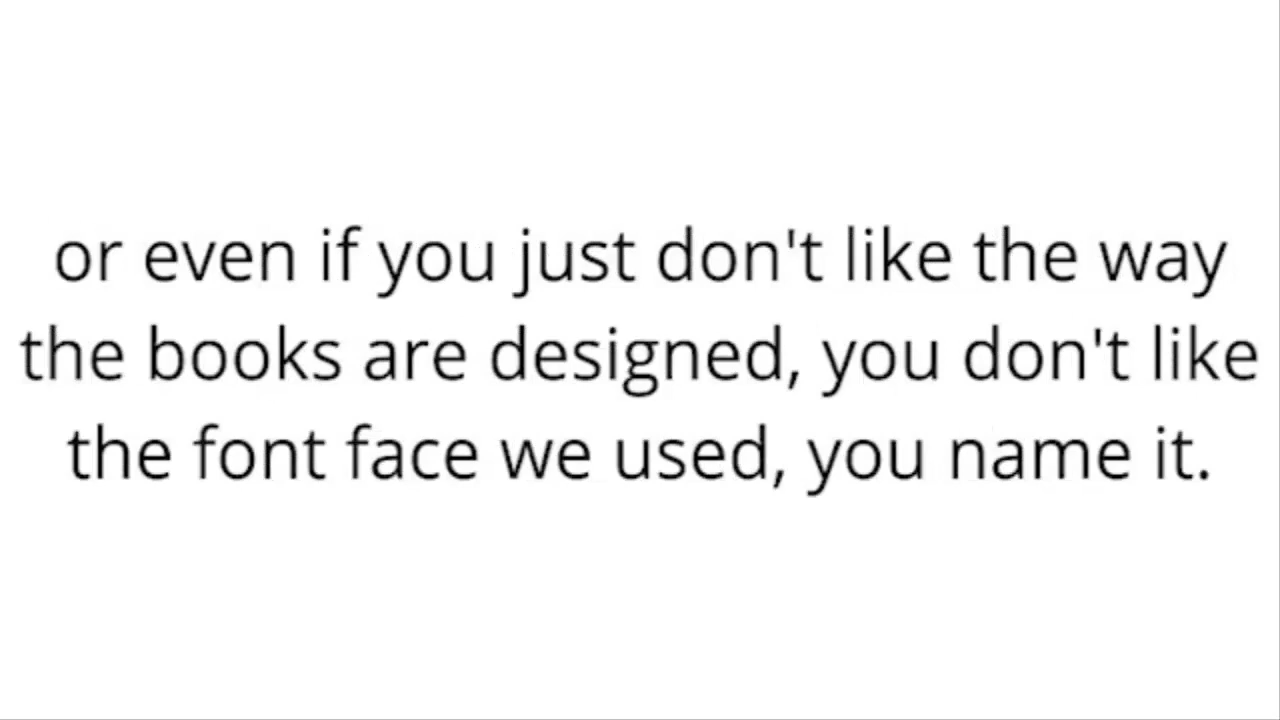 or even if you just don't like the way
the books are designed, you don't like
the font face we used, you name it.